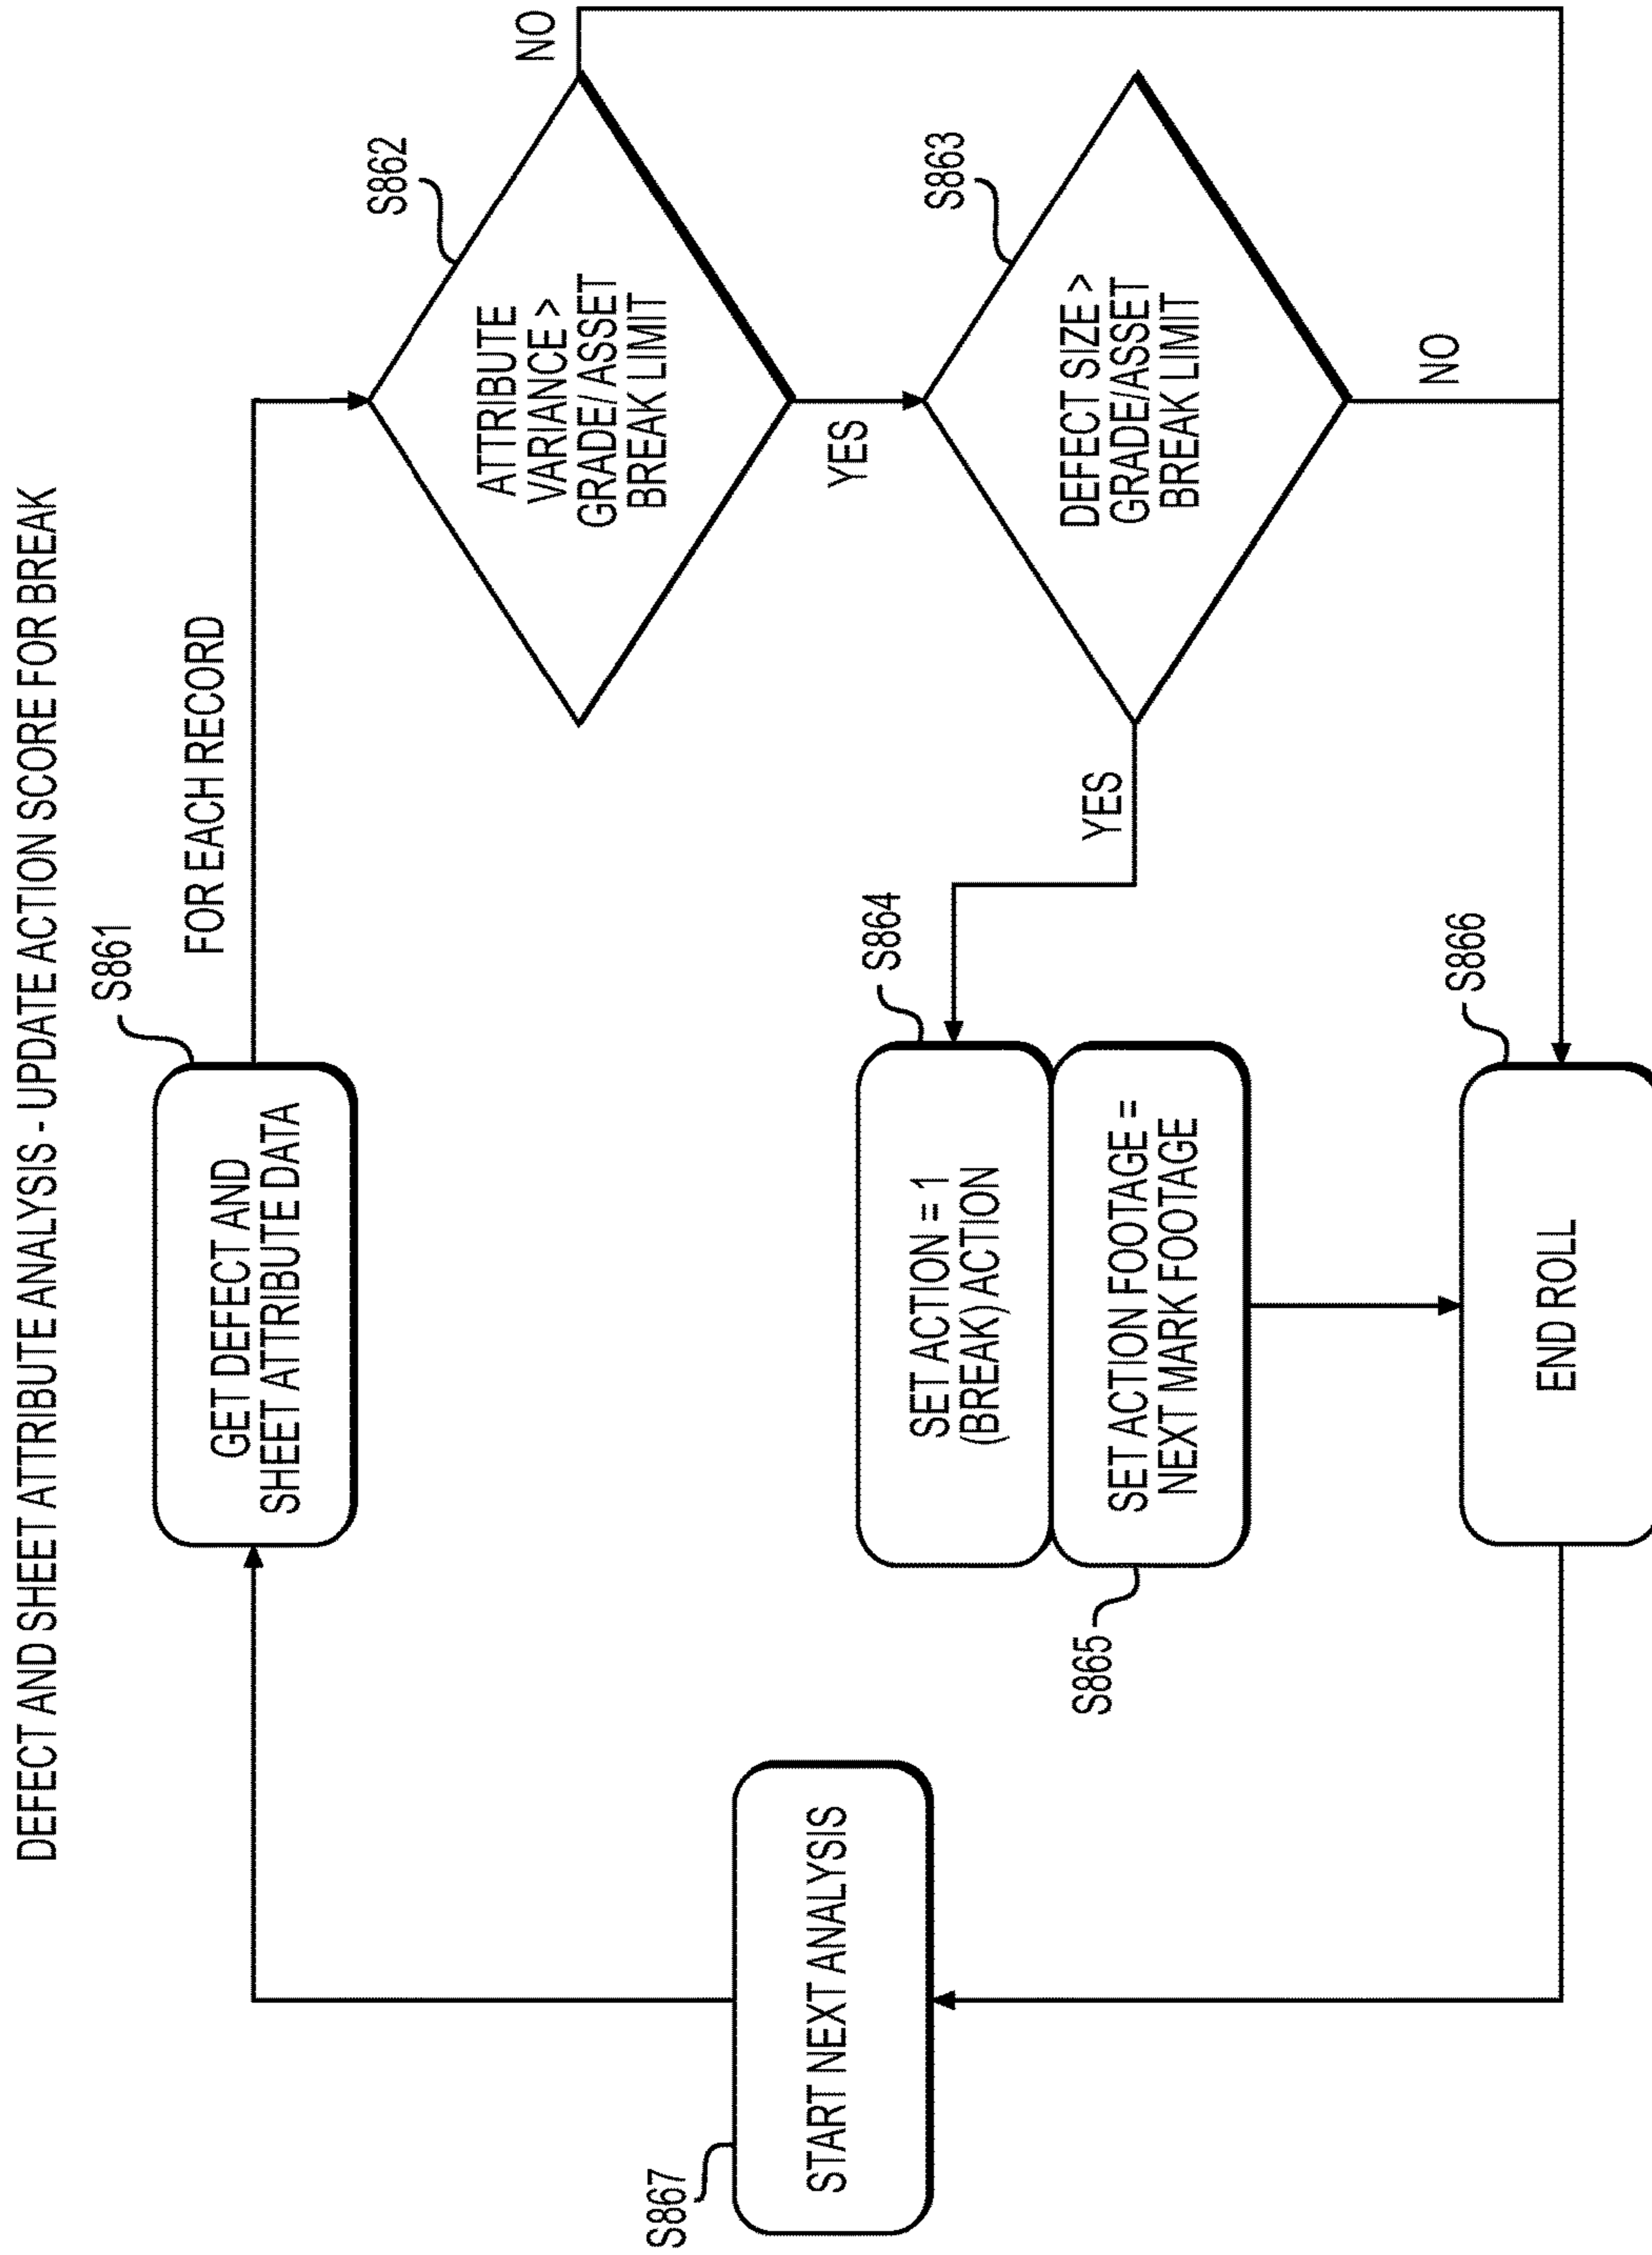 DEFECT AND SHEET ATTRIBUTE ANALYSIS - UPDATE ACTION SCORE FOR BREAK
S861
GET DEFECT AND
SHEET ATTRIBUTE DATA
FOR EACH RECORD
S862
ATTRIBUTE
VARIANCE >
GRADE/ASSET
BREAK LIMIT
NO
YES
S863
DEFECT SIZE >
GRADE/ASSET
BREAK LIMIT
NO
YES
S864
SET ACTION = 1
(BREAK) ACTION
S865
SET ACTION FOOTAGE =
NEXT MARK FOOTAGE
S866
END ROLL
S867
START NEXT ANALYSIS